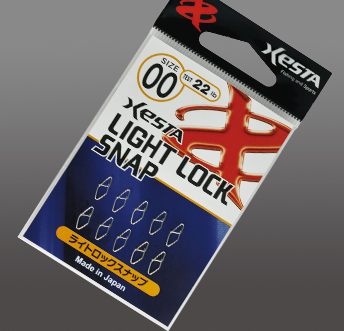 XESTA
Fishing and Sports
SIZE
00
TEST 22 lb
XESTA
LIGHT LOCK
SNAP
ライトロックスナップ
Made in Japan